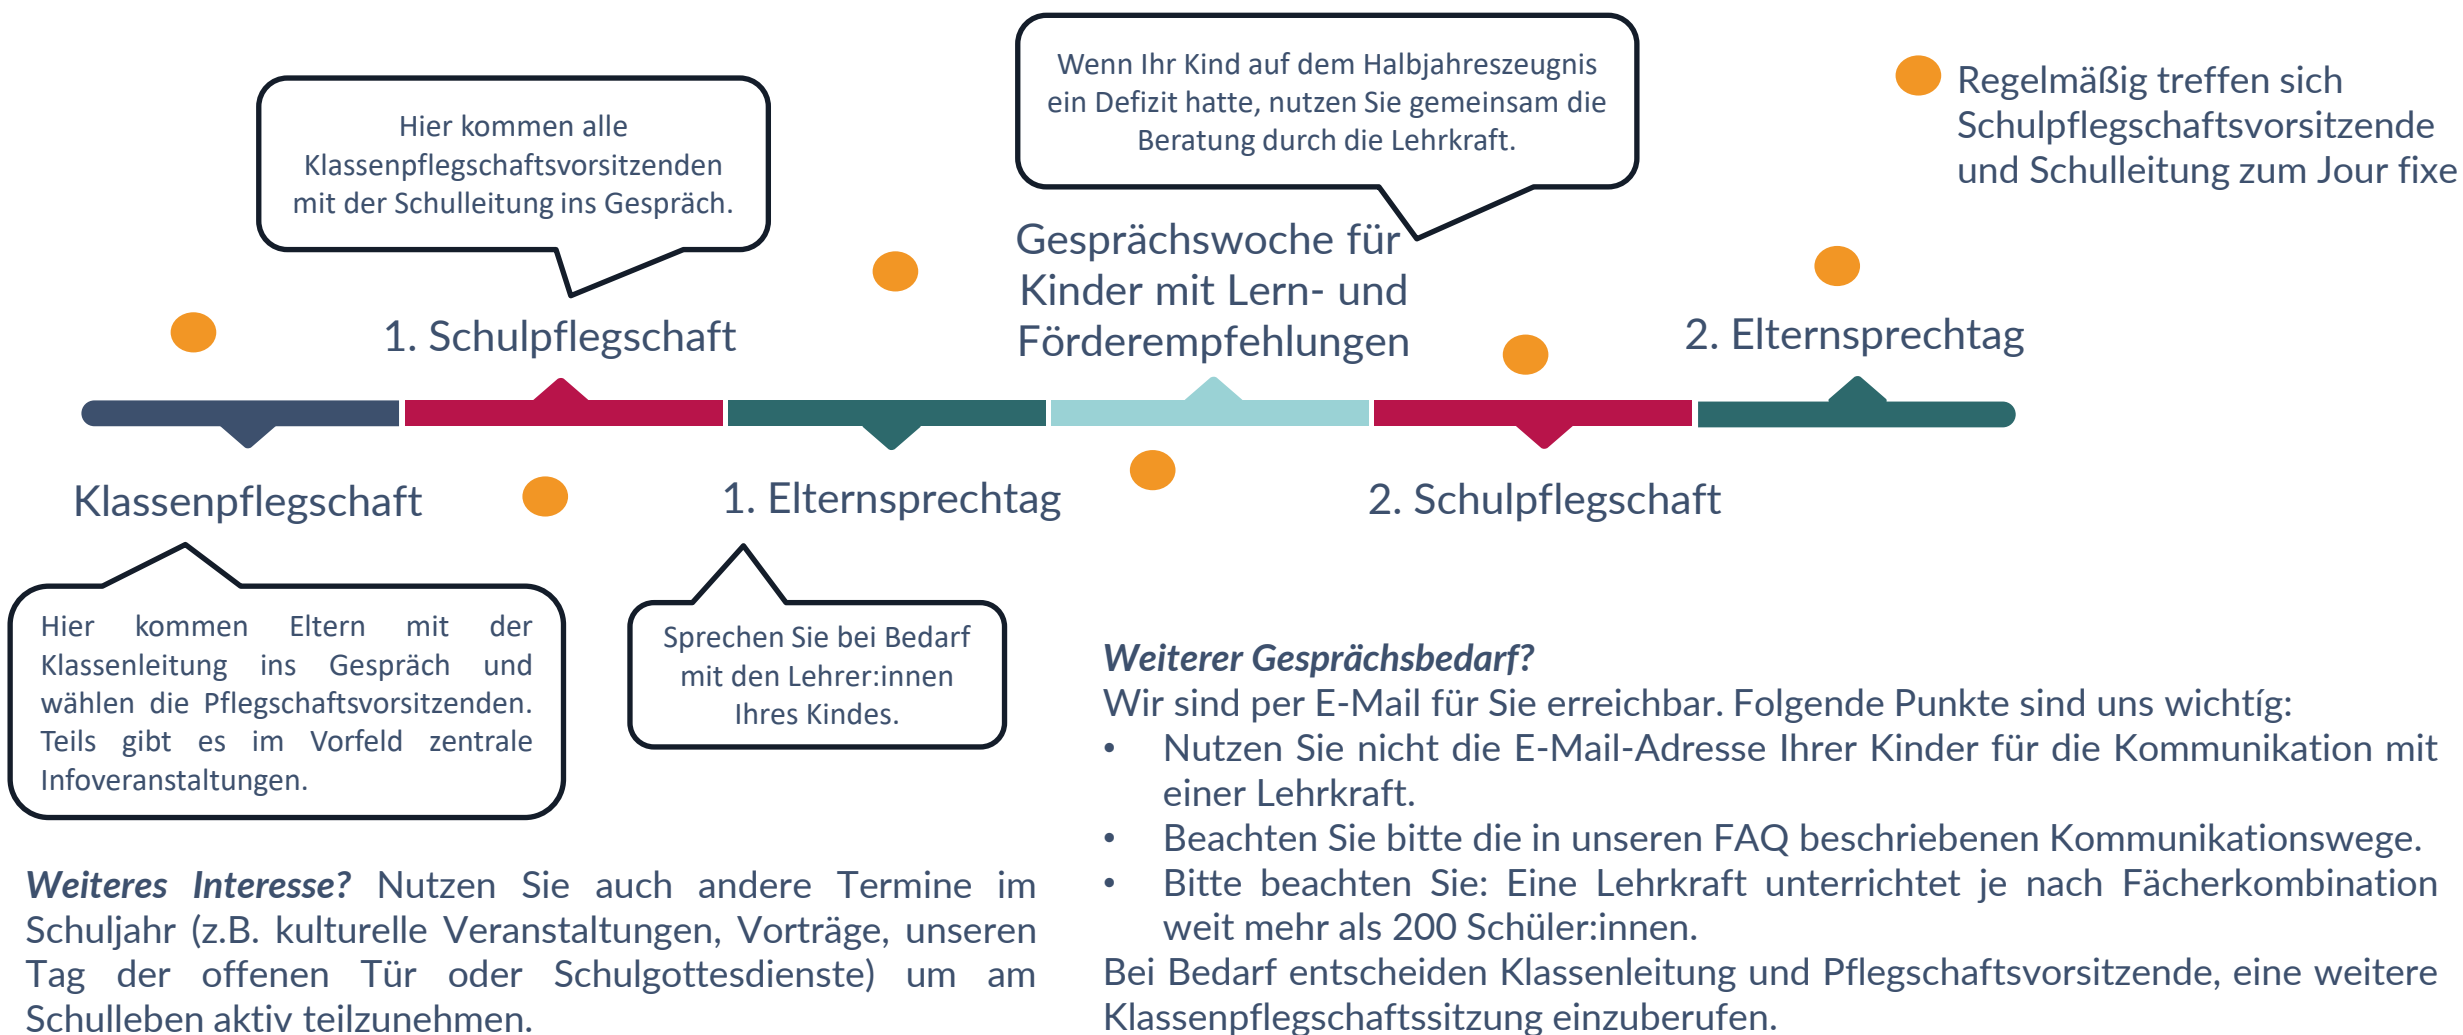 Wenn Ihr Kind auf dem Halbjahreszeugnis
ein Defizit hatte, nutzen Sie gemeinsam die
Beratung durch die Lehrkraft.
Regelmäßig treffen sich
Schulpflegschaftsvorsitzende
und Schulleitung zum Jour fixe
Hier kommen alle
Klassenpflegschaftsvorsitzenden
mit der Schulleitung ins Gespräch.
Gesprächswoche für
Kinder mit Lern- und
Förderempfehlungen
1. Schulpflegschaft
2. Elternsprechtag
Klassenpflegschaft
1. Elternsprechtag
2. Schulpflegschaft
Hier kommen Eltern mit der
Klassenleitung ins Gespräch und
wählen die Pflegschaftsvorsitzenden.
Teils gibt es im Vorfeld zentrale
Infoveranstaltungen.
Sprechen Sie bei Bedarf
mit den Lehrer:innen
Ihres Kindes.
Weiteres Interesse? Nutzen Sie auch andere Termine im
Schuljahr (z.B. kulturelle Veranstaltungen, Vorträge, unseren
Tag der offenen Tür oder Schulgottesdienste) um am
Schulleben aktiv teilzunehmen.
Weiterer Gesprächsbedarf?
Wir sind per E-Mail für Sie erreichbar. Folgende Punkte sind uns wichtíg:
• Nutzen Sie nicht die E-Mail-Adresse Ihrer Kinder für die Kommunikation mit
einer Lehrkraft.
• Beachten Sie bitte die in unseren FAQ beschriebenen Kommunikationswege.
• Bitte beachten Sie: Eine Lehrkraft unterrichtet je nach Fächerkombination
weit mehr als 200 Schüler:innen.
Bei Bedarf entscheiden Klassenleitung und Pflegschaftsvorsitzende, eine weitere
Klassenpflegschaftssitzung einzuberufen.